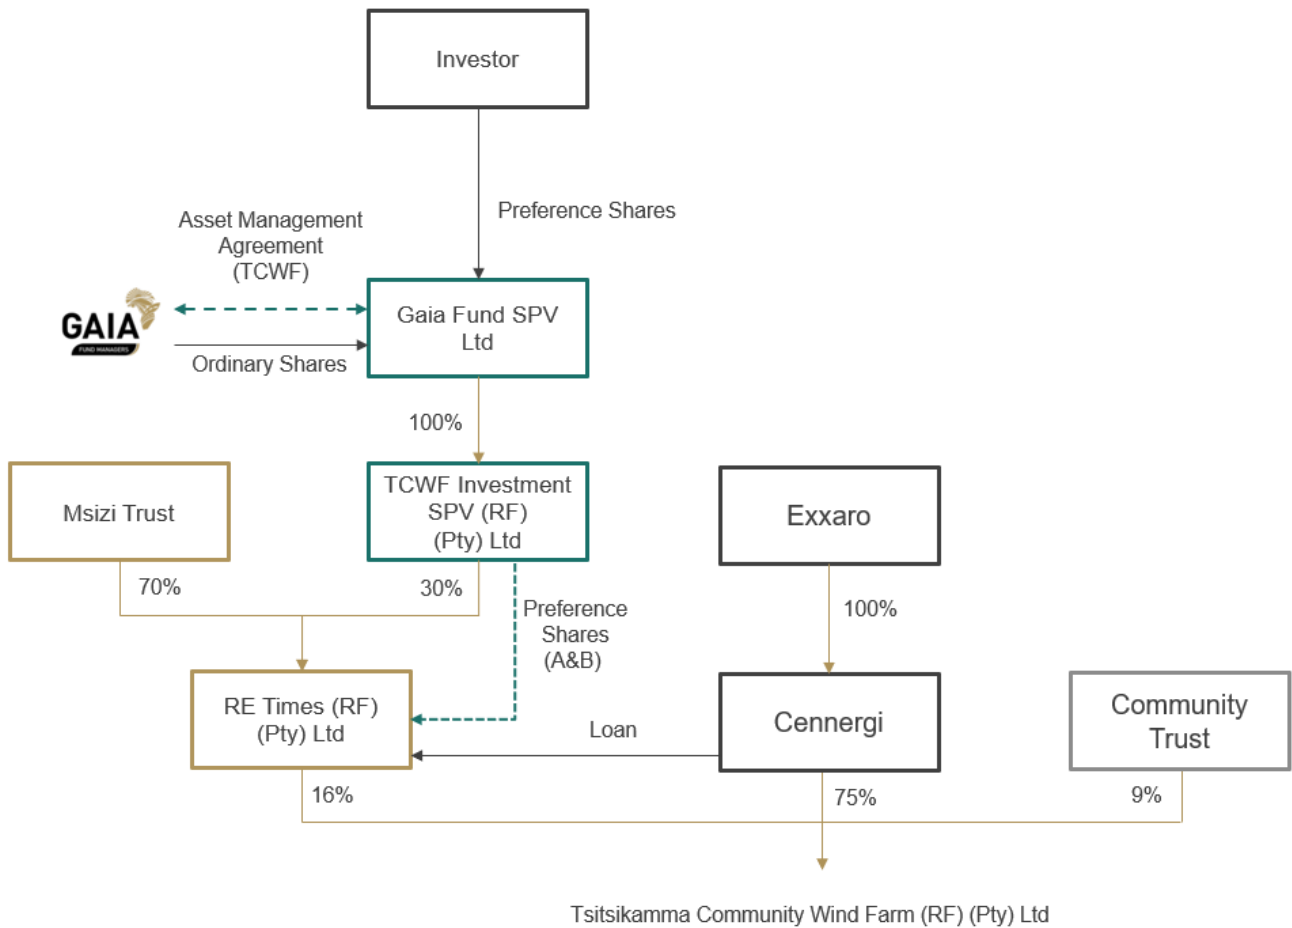 Investor
Preference Shares
Asset Management
Agreement
(TCWF)
GAIA
FUND MANAGERS
Ordinary Shares
Gaia Fund SPV
Ltd
100%
Msizi Trust
TCWF Investment
SPV (RF)
(Pty) Ltd
Exxaro
70%
30%
Preference
Shares
(A&B)
100%
RE Times (RF)
(Pty) Ltd
Loan
Cennergi
Community
Trust
16%
75%
9%
Tsitsikamma Community Wind Farm (RF) (Pty) Ltd